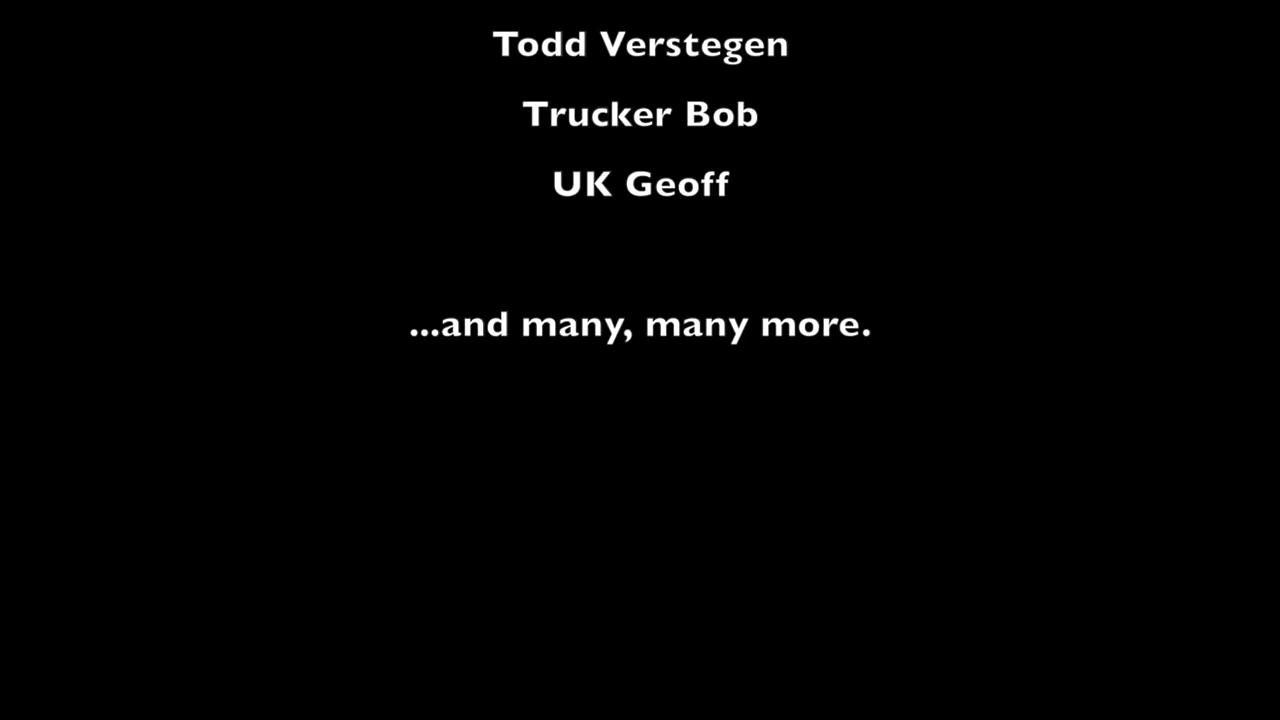 Todd Verstegen
Trucker Bob
UK Geoff
...and many, many more.